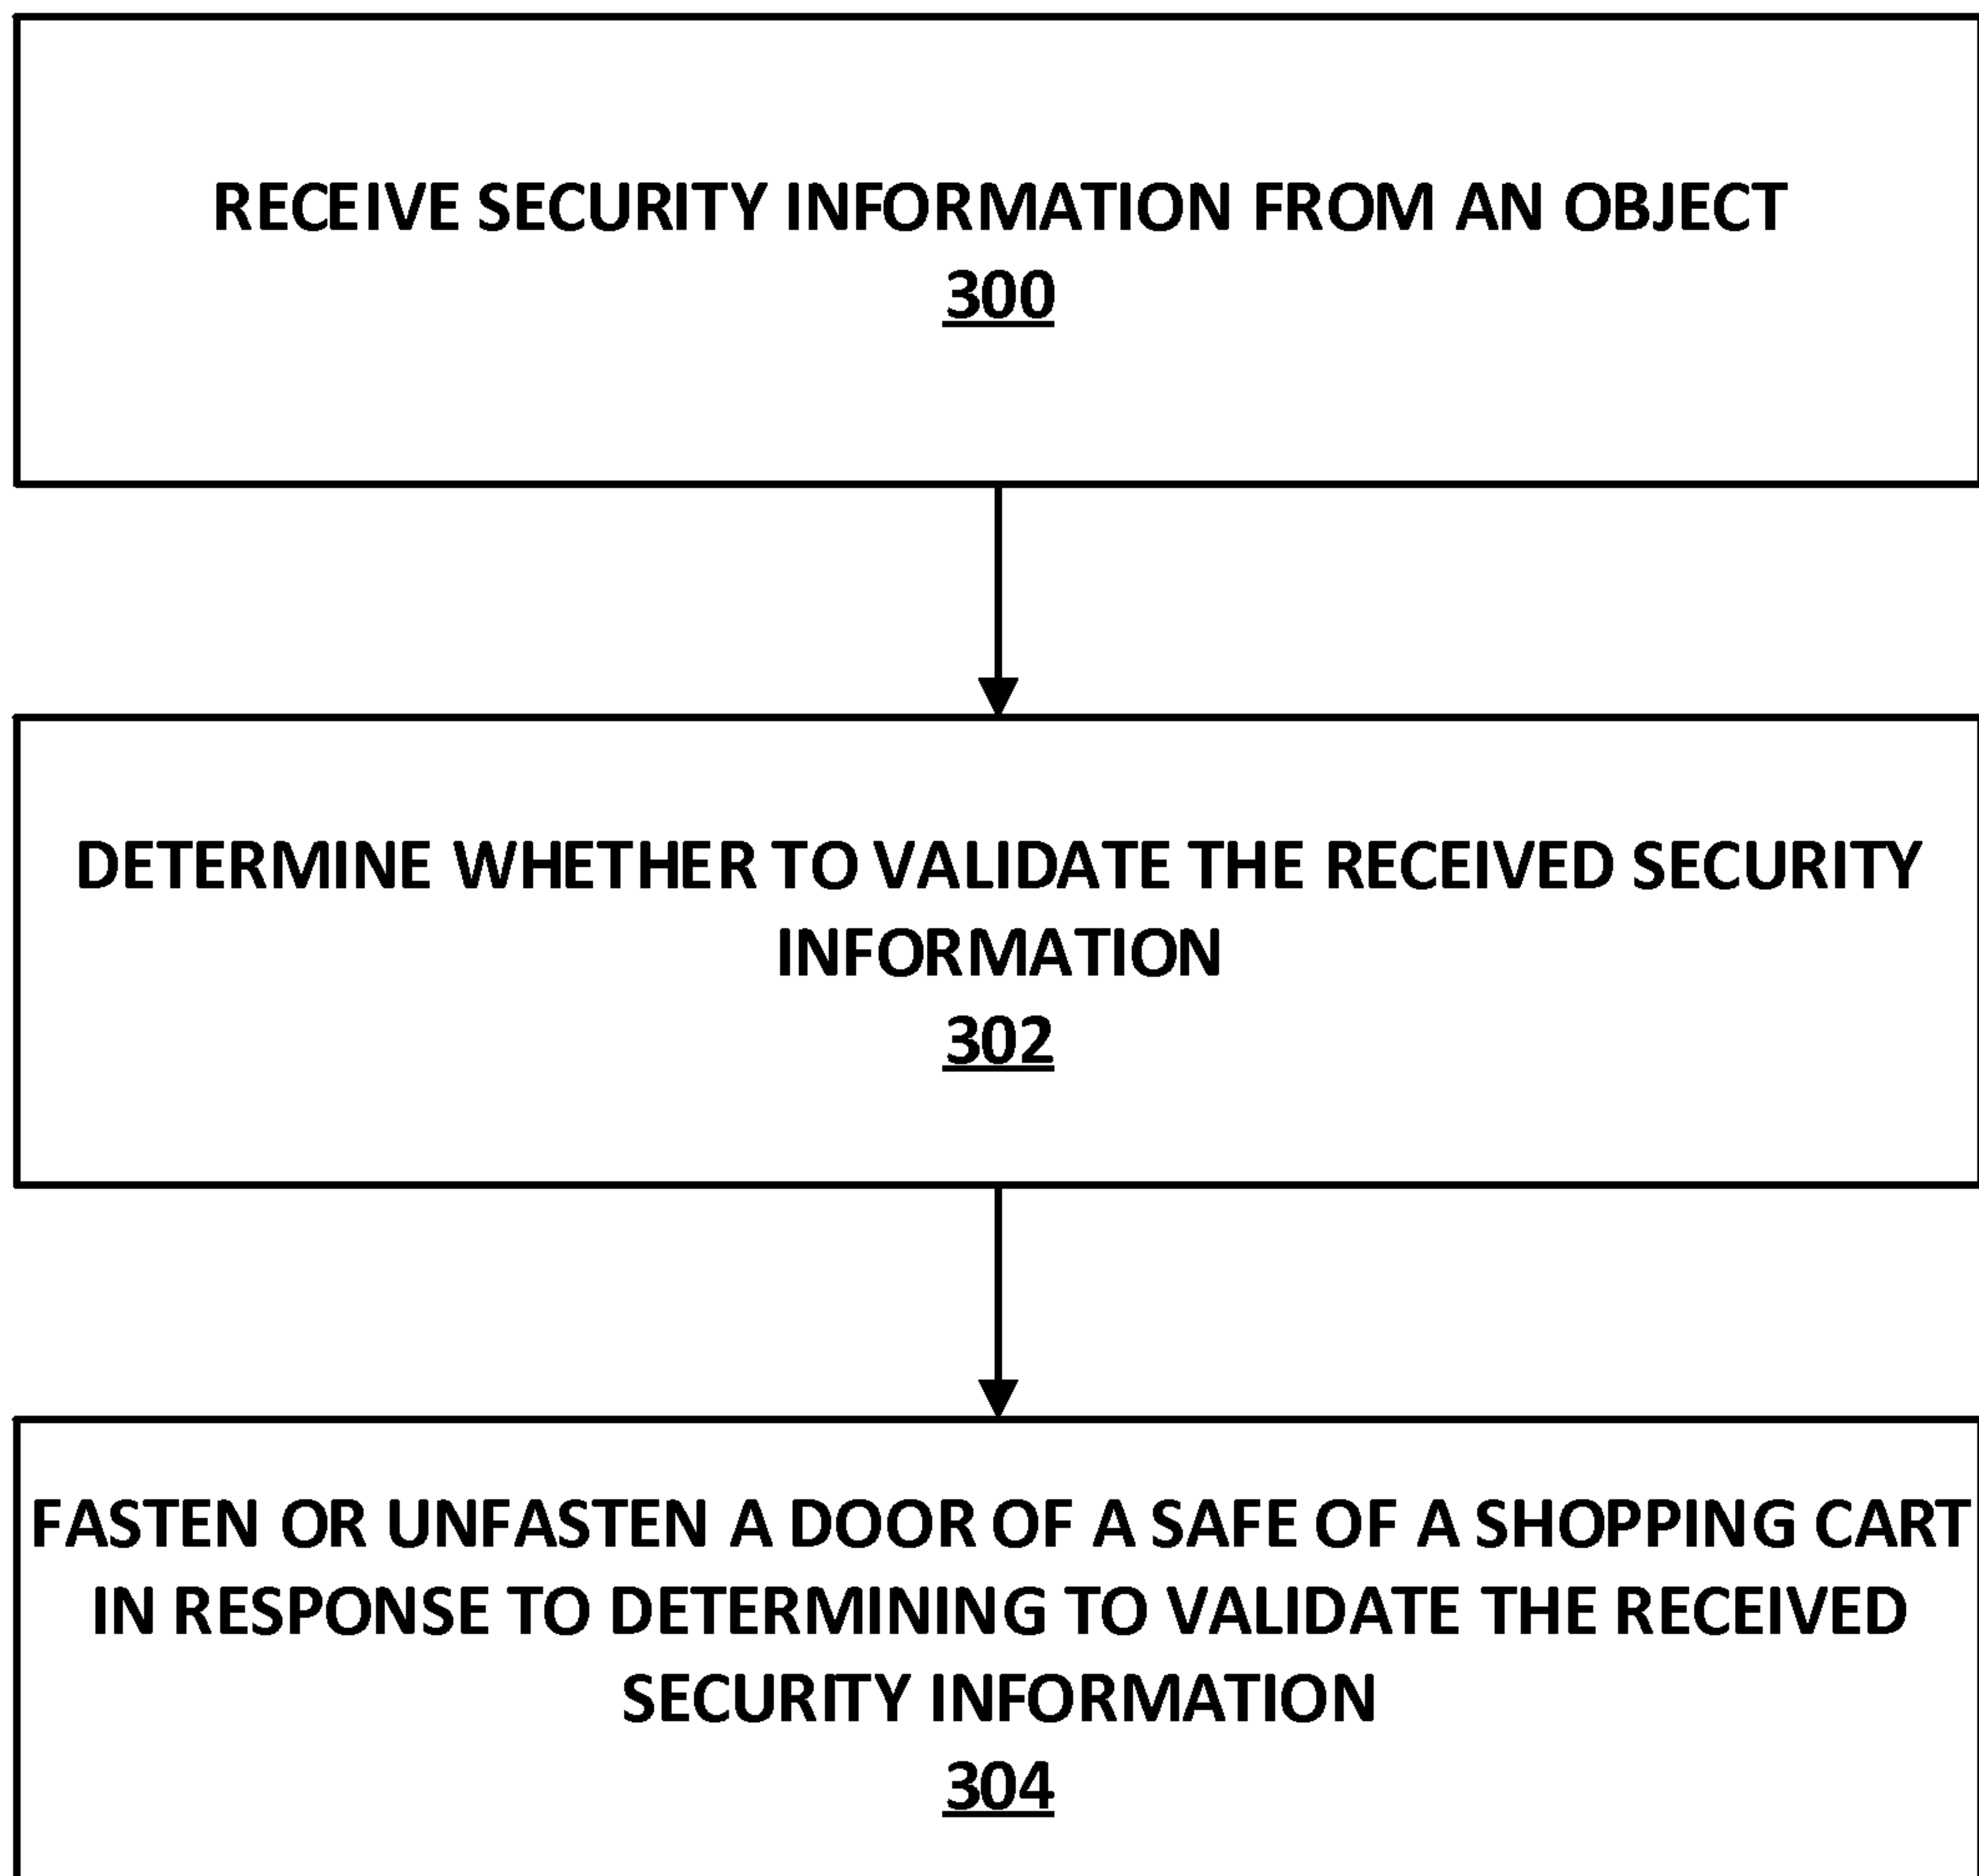 RECEIVE SECURITY INFORMATION FROM AN OBJECT
300
DETERMINE WHETHER TO VALIDATE THE RECEIVED SECURITY
INFORMATION
302
FASTEN OR UNFASTEN A DOOR OF A SAFE OF A SHOPPING CART
IN RESPONSE TO DETERMINING TO VALIDATE THE RECEIVED
SECURITY INFORMATION
304